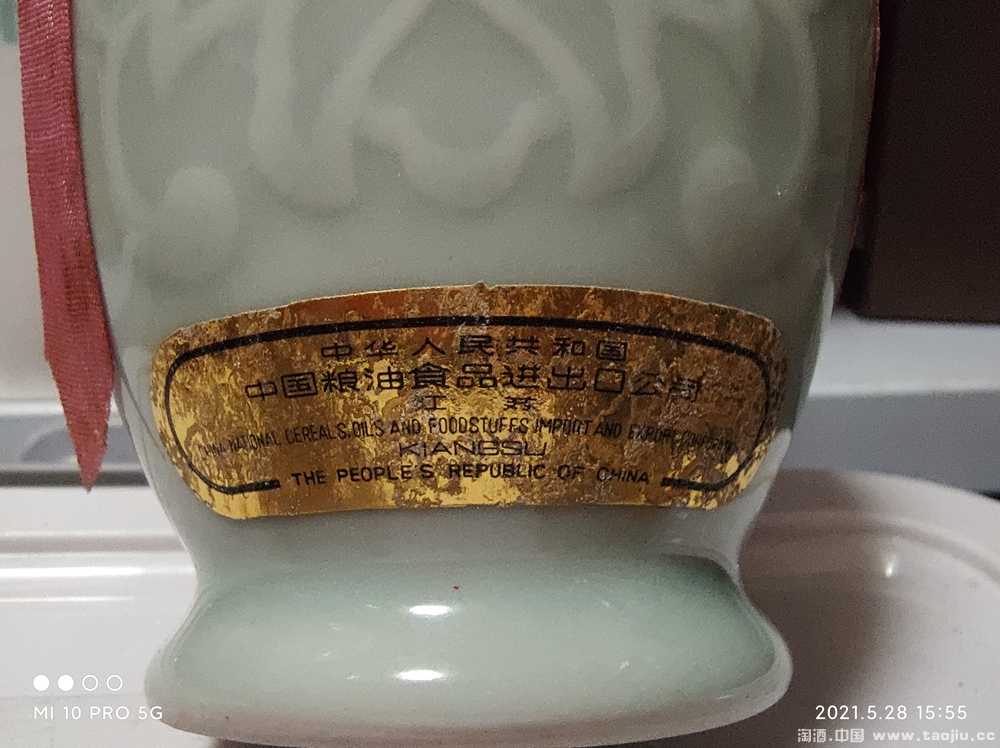 中华人民共和国
中国粮油食品进出口公司
江 苏
NATIONAL CEREALS, OILS AND FOODSTUFFS IMPORT AND EXPORT
KIANGSU
THE PEOPLE'S REPUBLIC OF CHINA
MI 10 PRO 5G
2021.5.28 15:55
淘酒.中国 www.taojiu.cc